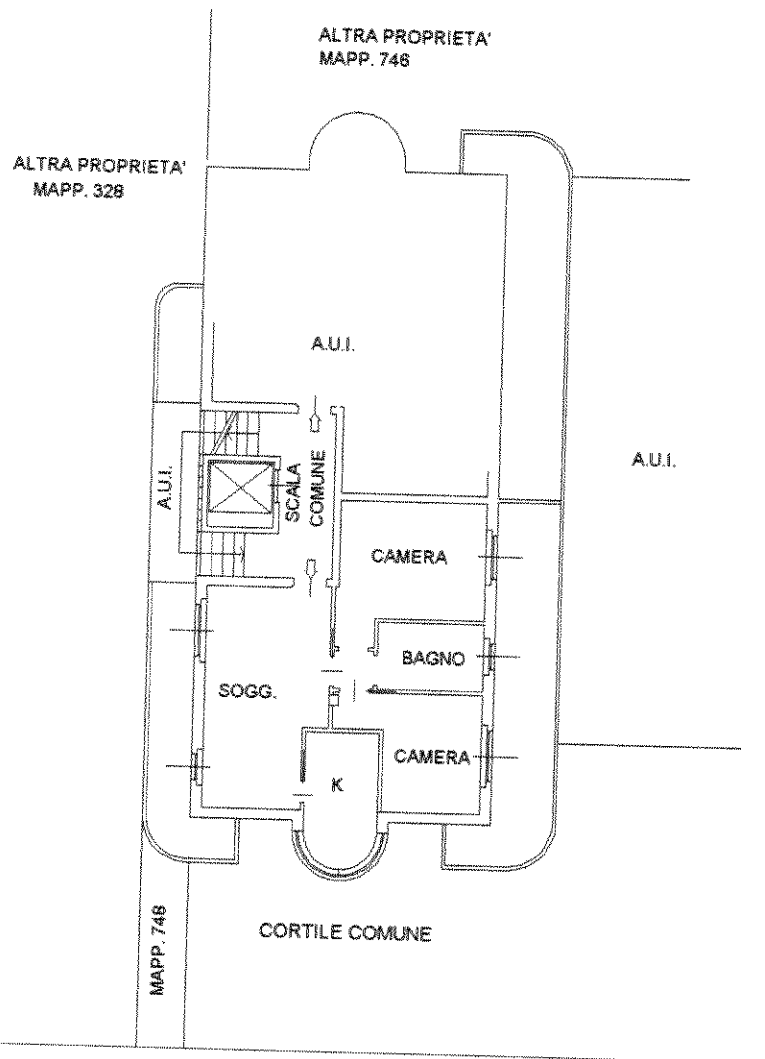 ALTRA PROPRIETA'
MAPP. 746
ALTRA PROPRIETA'
MAPP. 328
A.U.I.
A.U.I.
A.U.I.
SCALA
COMUNE
CAMERA
BAGNO
SOGG.
CAMERA
K
CORTILE COMUNE
MAPP. 748